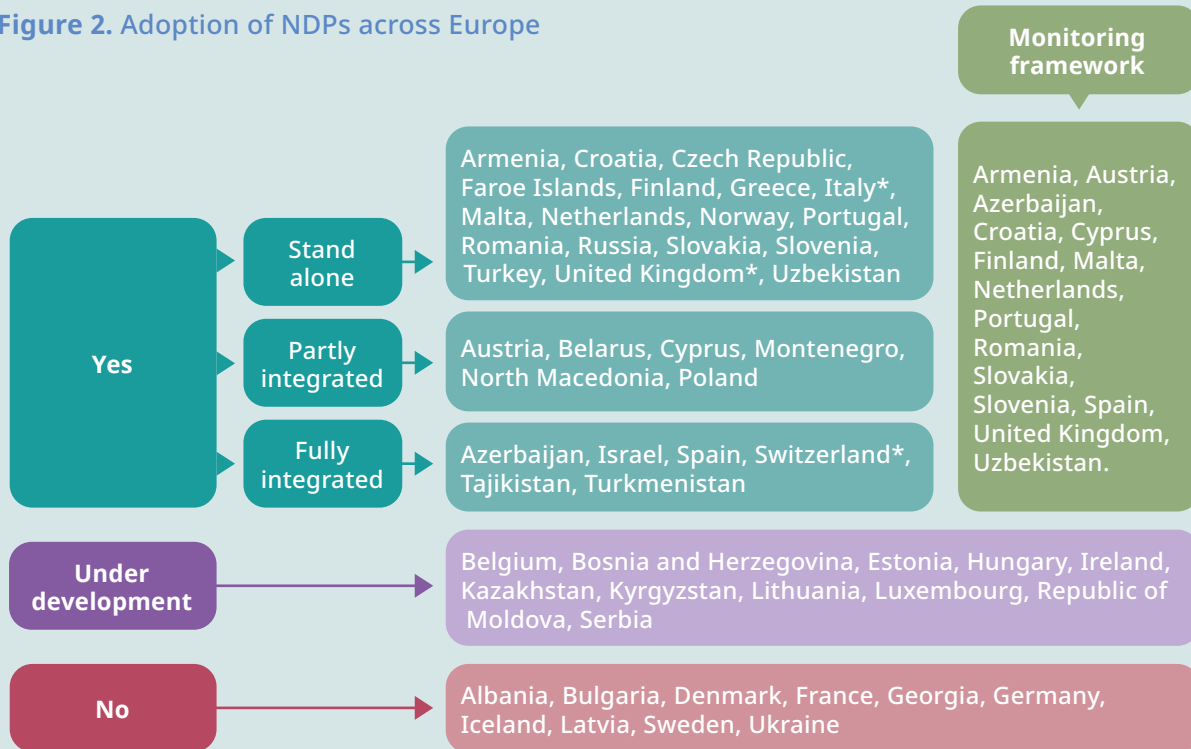 Figure 2. Adoption of NDPs across Europe
Monitoring
framework
Yes
Stand
alone
Armenia, Croatia, Czech Republic,
Faroe Islands, Finland, Greece, Italy*,
Malta, Netherlands, Norway, Portugal,
Romania, Russia, Slovakia, Slovenia,
Turkey, United Kingdom*, Uzbekistan
Partly
integrated
Austria, Belarus, Cyprus, Montenegro,
North Macedonia, Poland
Fully
integrated
Azerbaijan, Israel, Spain, Switzerland*,
Tajikistan, Turkmenistan
Armenia, Austria,
Azerbaijan,
Croatia, Cyprus,
Finland, Malta,
Netherlands,
Portugal,
Romania,
Slovakia,
Slovenia, Spain,
United Kingdom,
Uzbekistan.
Under
development
Belgium, Bosnia and Herzegovina, Estonia, Hungary, Ireland,
Kazakhstan, Kyrgyzstan, Lithuania, Luxembourg, Republic of
Moldova, Serbia
No
Albania, Bulgaria, Denmark, France, Georgia, Germany,
Iceland, Latvia, Sweden, Ukraine